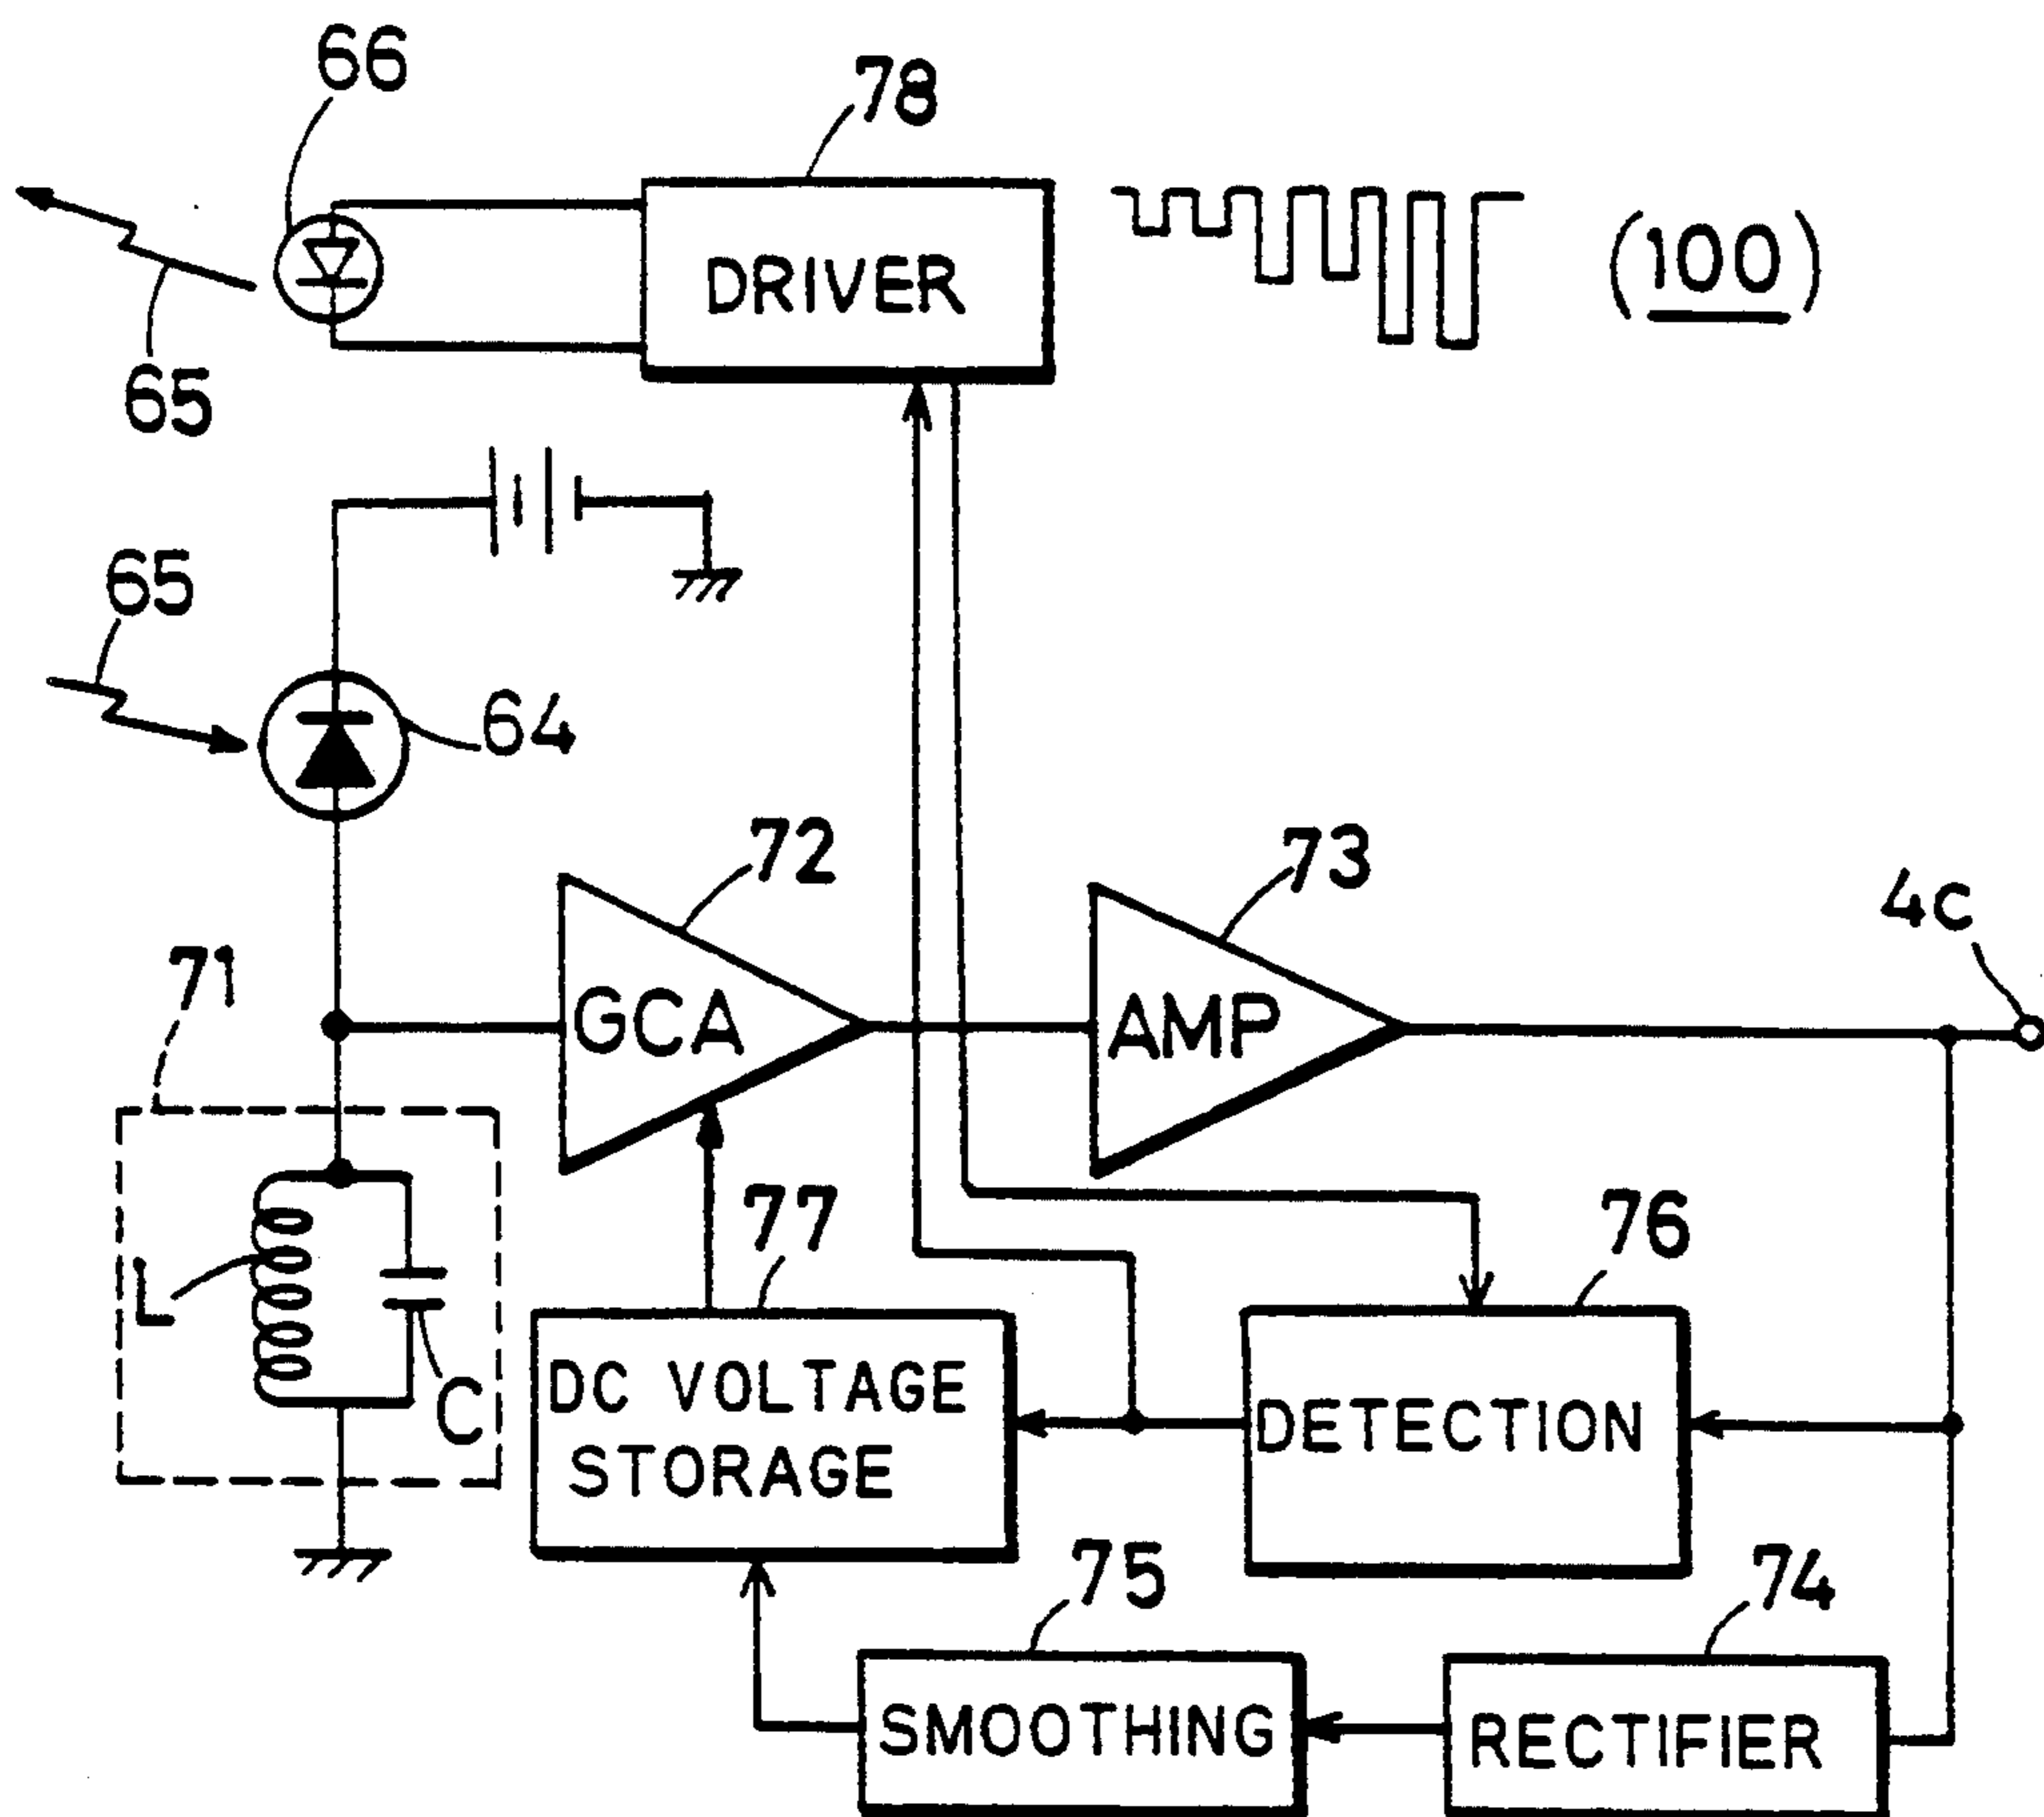 66
78
DRIVER
(100)
65
65
64
72
73
4C
71
GCA
AMP
77
76
L
C
DC VOLTAGE
STORAGE
DETECTION
75
74
SMOOTHING
RECTIFIER